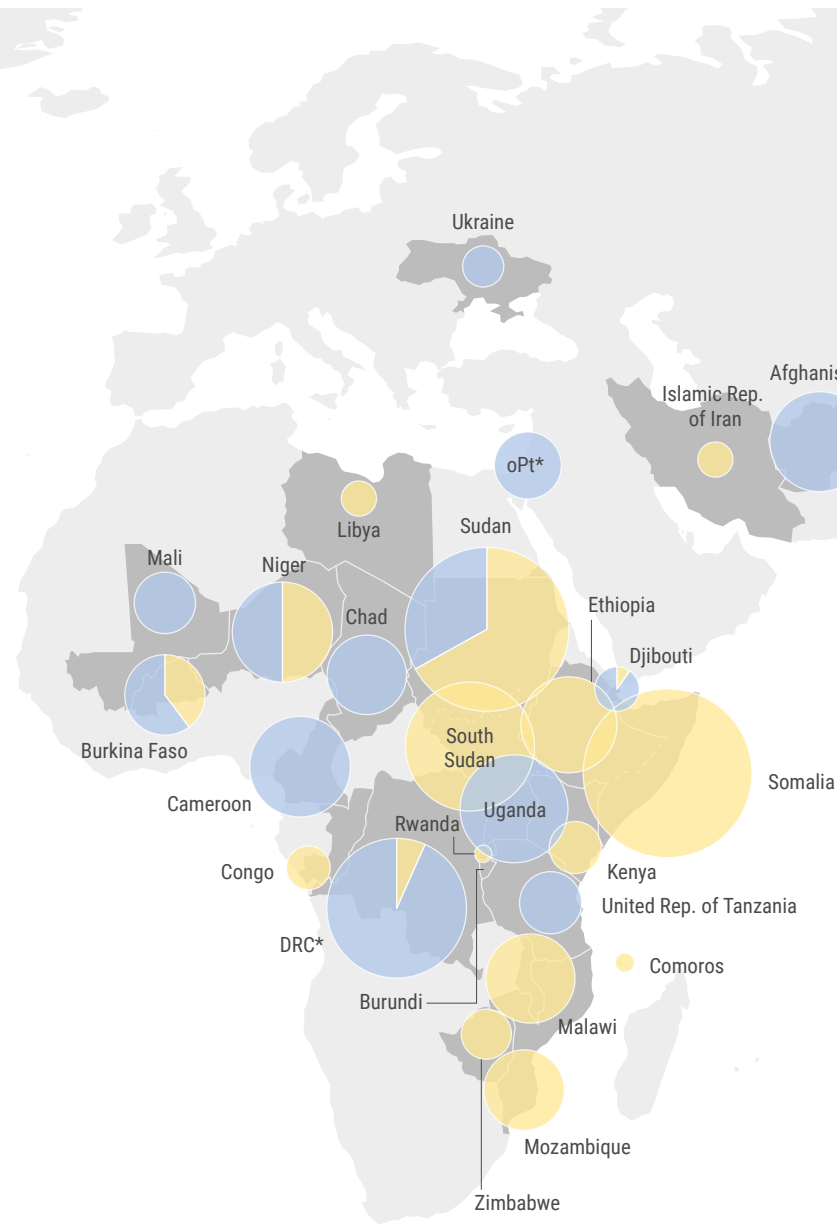 Ukraine
Afghanis
Islamic Rep.
of Iran
oPt*
Libya
Sudan
Mali
Niger
Chad
Ethiopia
Djibouti
South
Sudan
Burkina Faso
Somalia
Cameroon
Uganda
Rwanda
Congo
Kenya
United Rep. of Tanzania
DRC*
Comoros
Burundi
Malawi
Mozambique
Zimbabwe